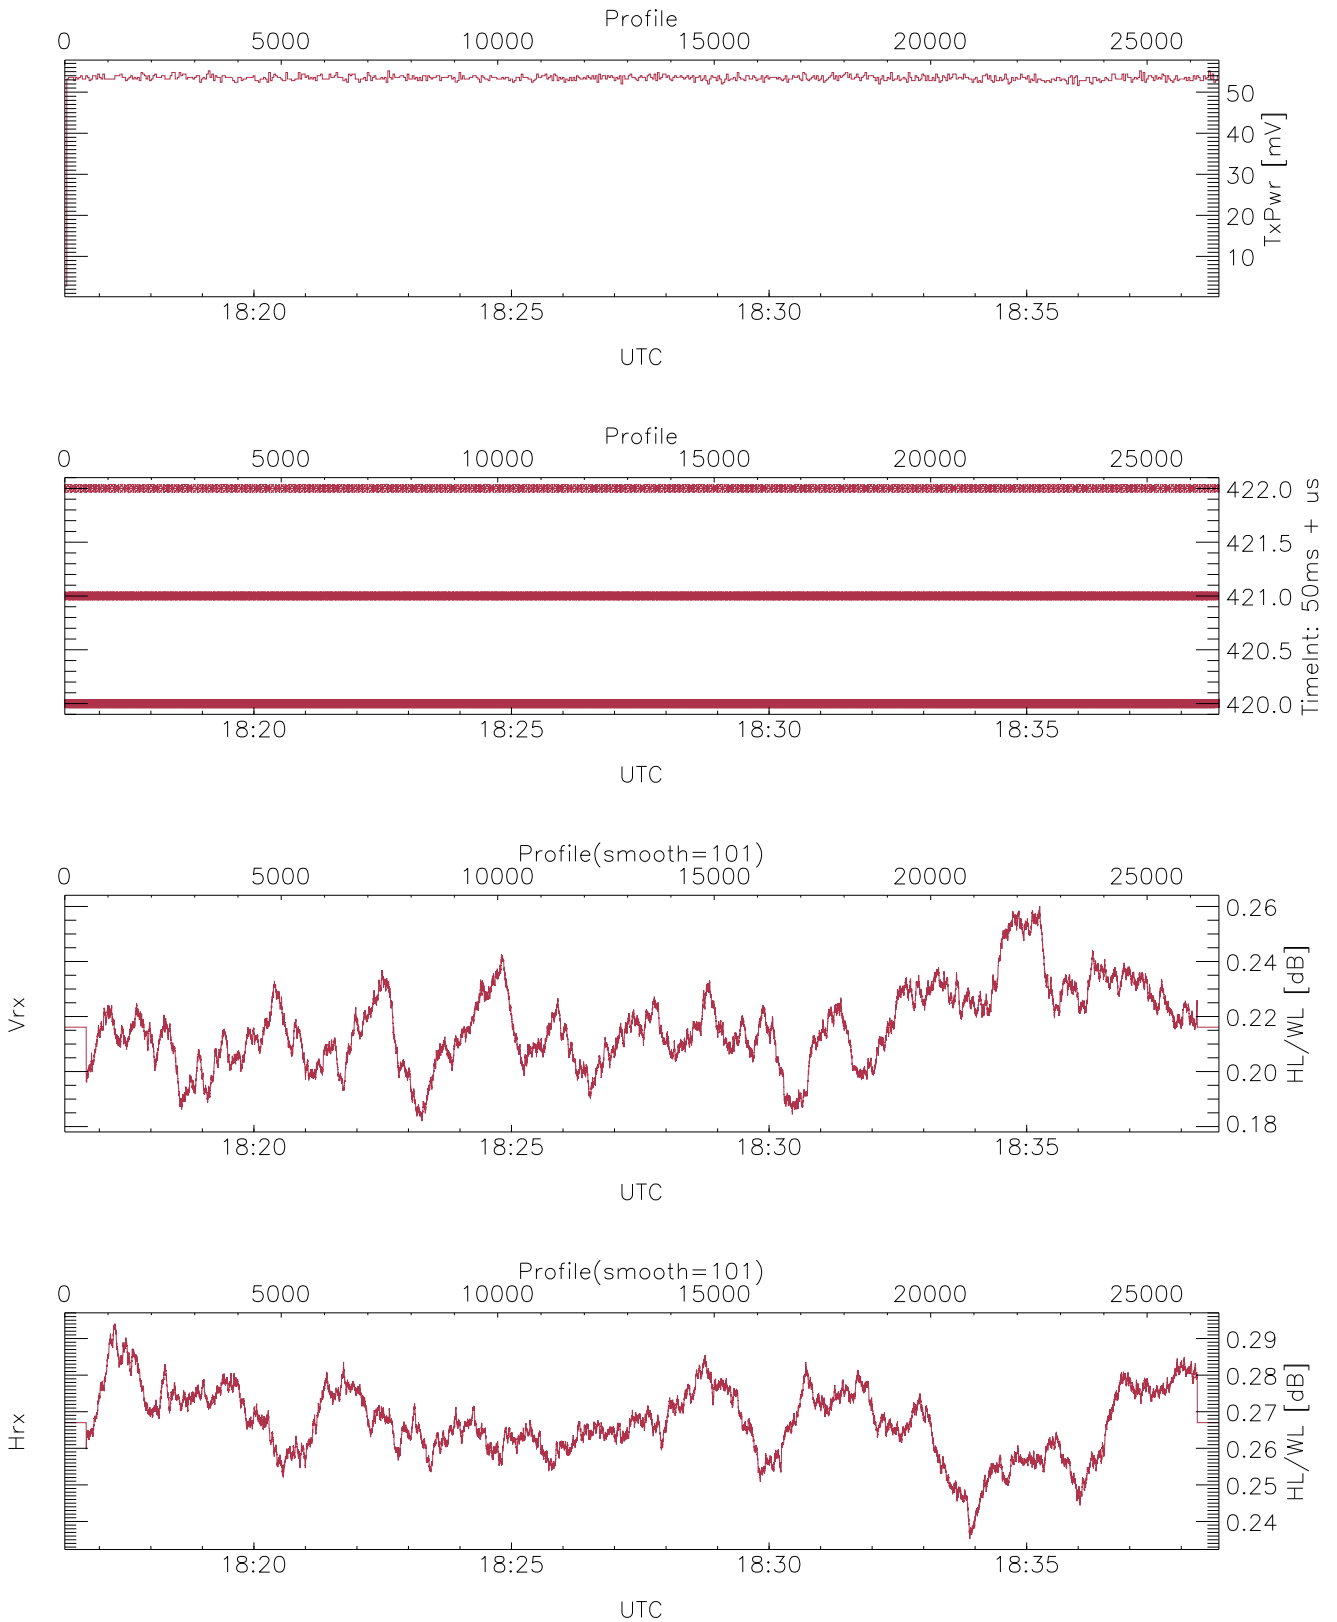 Profile
0 5000 10000 15000 20000 25000
50
40
30
20
10
TxPwr [mV]
18:20 18:25 18:30 18:35
UTC
Profile
0 5000 10000 15000 20000 25000
422.0
421.5
421.0
420.5
420.0
TimeInt: 50ms + us
18:20 18:25 18:30 18:35
UTC
Profile(smooth=101)
0 5000 10000 15000 20000 25000
Vrx
0.26
0.24
0.22
0.20
0.18
HL/WL [dB]
18:20 18:25 18:30 18:35
UTC
Profile(smooth=101)
0 5000 10000 15000 20000 25000
Hrx
0.29
0.28
0.27
0.26
0.25
0.24
HL/WL [dB]
18:20 18:25 18:30 18:35
UTC